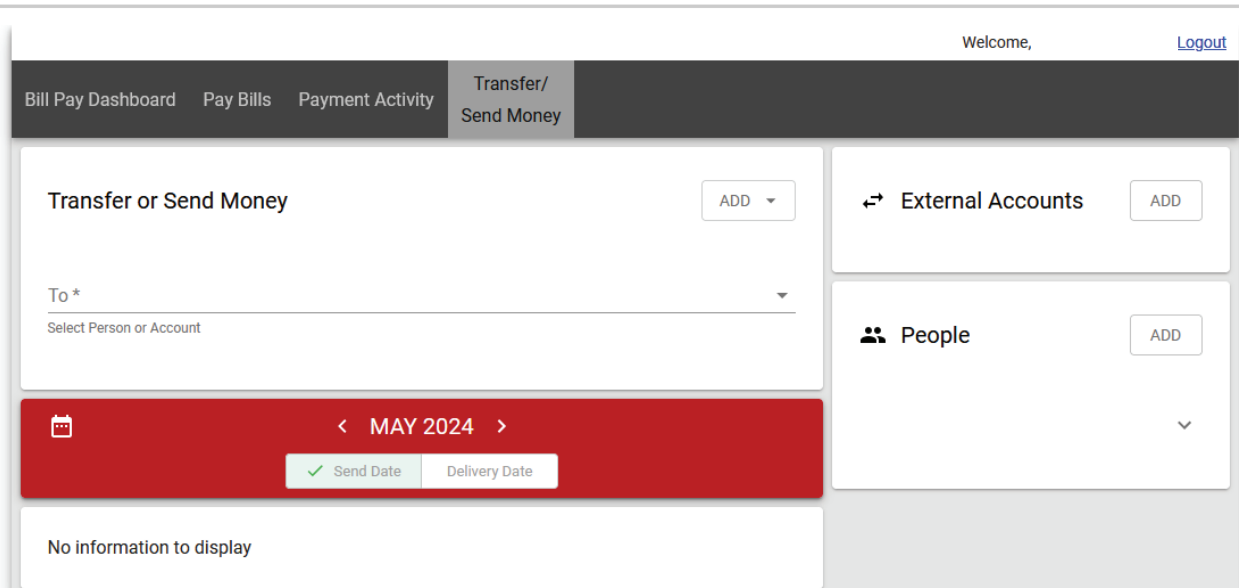 Welcome,
Logout
Bill Pay Dashboard
Pay Bills
Payment Activity
Transfer/
Send Money
Transfer or Send Money
ADD
To *
Select Person or Account
External Accounts
ADD
People
ADD
MAY 2024
Send Date
Delivery Date
No information to display